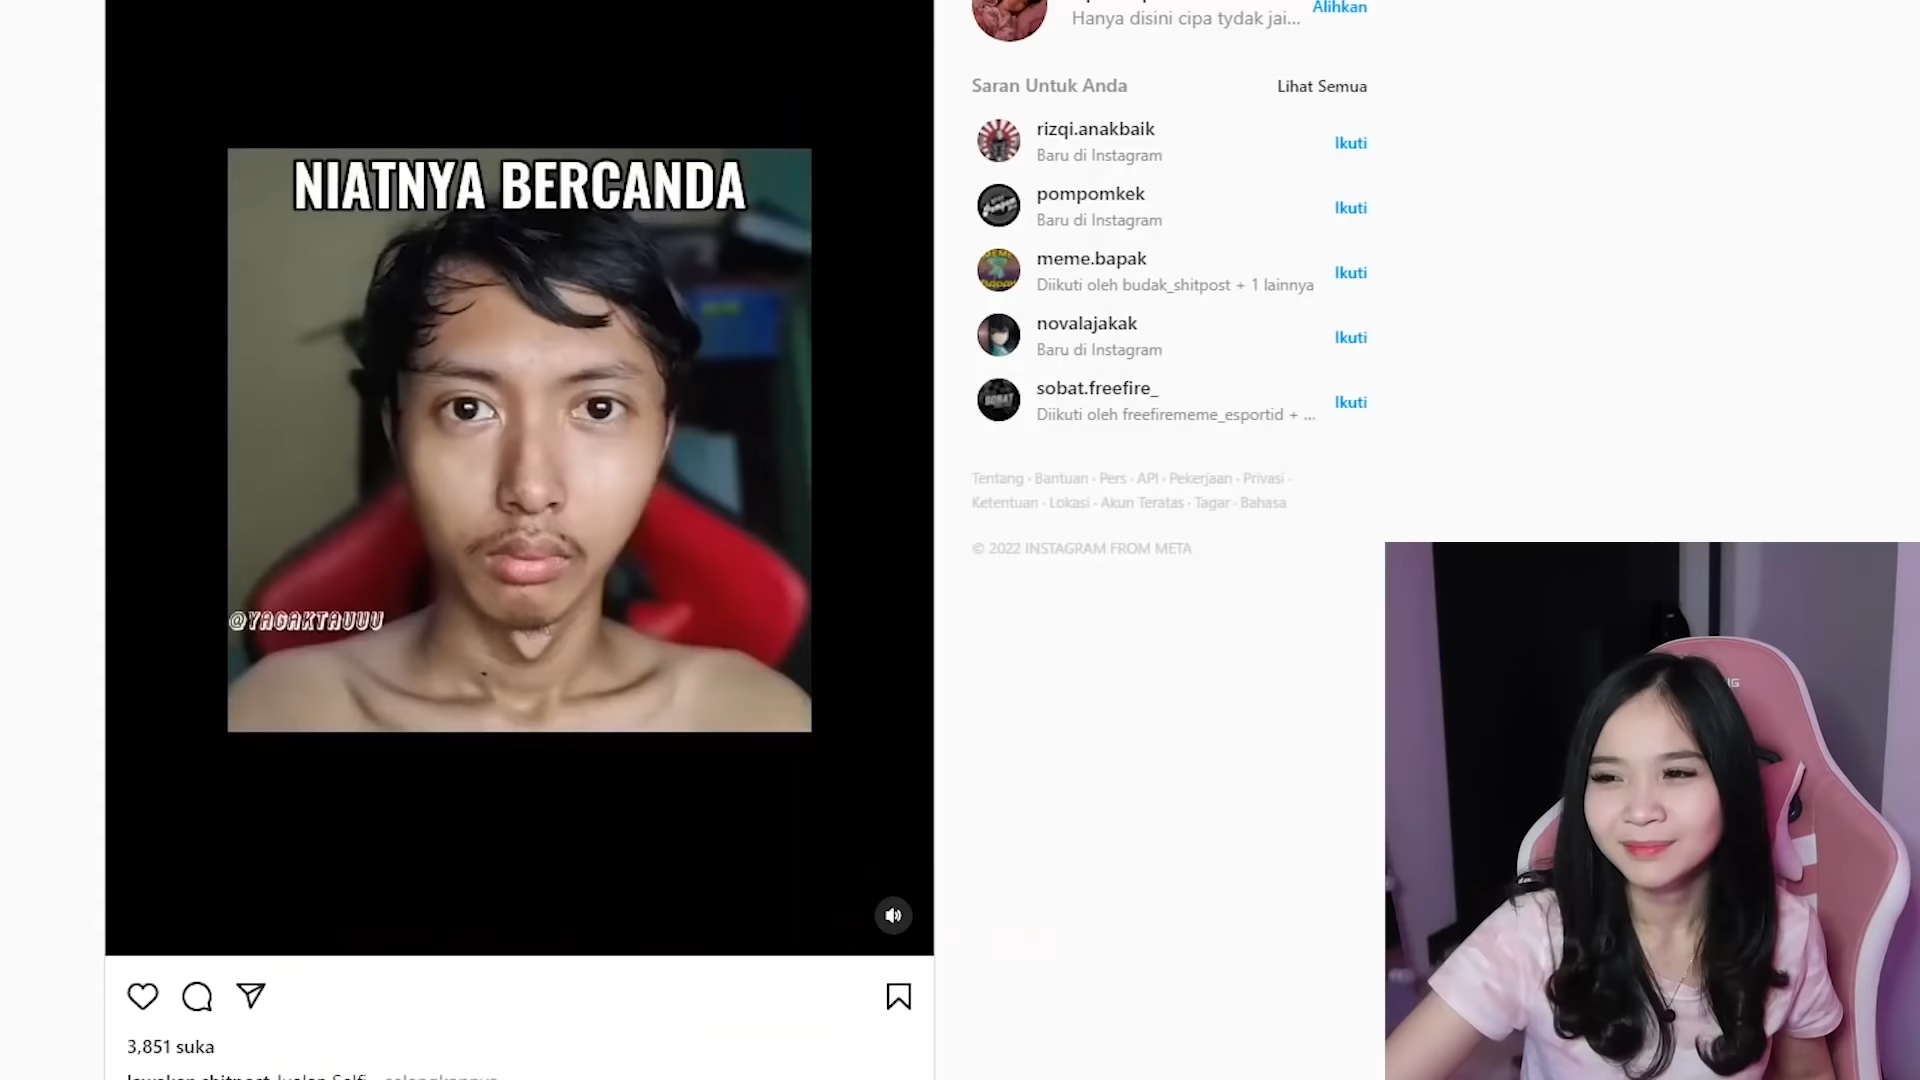 Hanya disini cipa tydak jai...
Alihkan
Saran Untuk Anda
Lihat Semua
rizqi.anakbaik
Baru di Instagram
Ikuti
pompomkek
Baru di Instagram
Ikuti
meme.bapak
Diikuti oleh budak_shitpost + 1 lainnya
Ikuti
novalajakak
Baru di Instagram
Ikuti
sobat.freefire_
Diikuti oleh freefirememe_esportid + ...
Ikuti
Tentang · Bantuan · Pers · API · Pekerjaan · Privasi ·
Ketentuan · Lokasi · Akun Teratas · Tagar · Bahasa
© 2022 INSTAGRAM FROM META
NIATNYA BERCANDA
@YAGAKTAUUU
3,851 suka